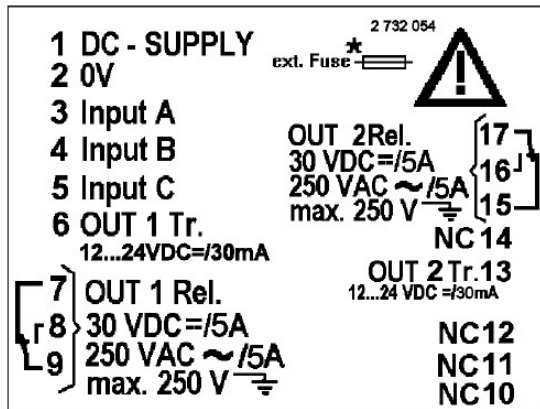 1 DC - SUPPLY
2 0V
3 Input A
4 Input B
5 Input C
6 OUT 1 Tr.
12...24VDC=/30mA
7 OUT 1 Rel.
8 30 VDC=/5A
9 250 VAC ~/5A
max. 250 V
2 732 054
ext. Fuse *
OUT 2Rel. 17
30 VDC=/5A 16
250 VAC ~/5A 15
max. 250 V
NC 14
OUT 2 Tr.13
12...24 VDC =/30mA
NC12
NC11
NC10